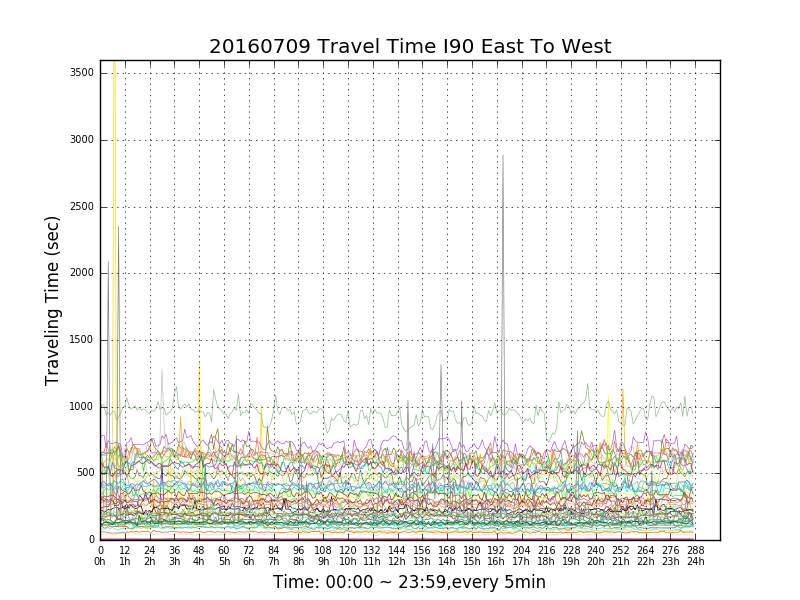 20160709 Travel Time I90 East To West
Traveling Time (sec)
3500
3000
2500
2000
1500
1000
500
0
0 12 24 36 48 60 72 84 96 108 120 132 144 156 168 180 192 204 216 228 240 252 264 276 288
0h 1h 2h 3h 4h 5h 6h 7h 8h 9h 10h 11h 12h 13h 14h 15h 16h 17h 18h 19h 20h 21h 22h 23h 24h
Time: 00:00 ~ 23:59,every 5min